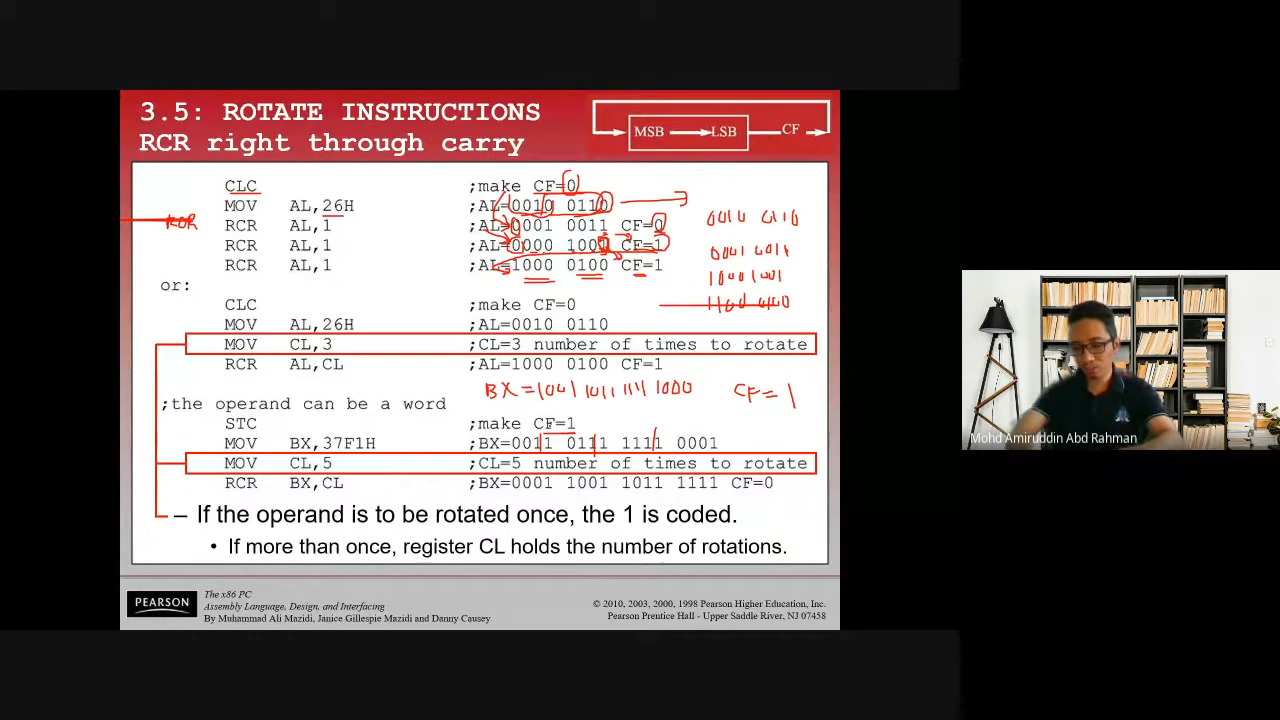 3.5: ROTATE INSTRUCTIONS
RCR right through carry
MSB LSB CF
CLC ;make CF=0
MOV AL,26H ;AL=0010 0110
RCR AL,1 ;AL=0001 0011 CF=0
RCR AL,1 ;AL=0000 1001 CF=1
RCR AL,1 ;AL=1000 0100 CF=1
0010 0110
1000 1001
or:
CLC ;make CF=0
MOV AL,26H ;AL=0010 0110
MOV CL,3 ;CL=3 number of times to rotate
RCR AL,CL ;AL=1000 0100 CF=1
BX=1001 1011 1111 1000 CF=1
;the operand can be a word
STC ;make CF=1
MOV BX,37F1H ;BX=0011 0111 1111 0001
MOV CL,5 ;CL=5 number of times to rotate
RCR BX,CL ;BX=0001 1001 1011 1111 CF=0
– If the operand is to be rotated once, the 1 is coded.
• If more than once, register CL holds the number of rotations.
PEARSON
The x86 PC
Assembly Language, Design, and Interfacing
By Muhammad Ali Mazidi, Janice Gillespie Mazidi and Danny Causey
© 2010, 2003, 2000, 1998 Pearson Higher Education, Inc.
Pearson Prentice Hall - Upper Saddle River, NJ 07458
Mohd Amiruddin Abd Rahman